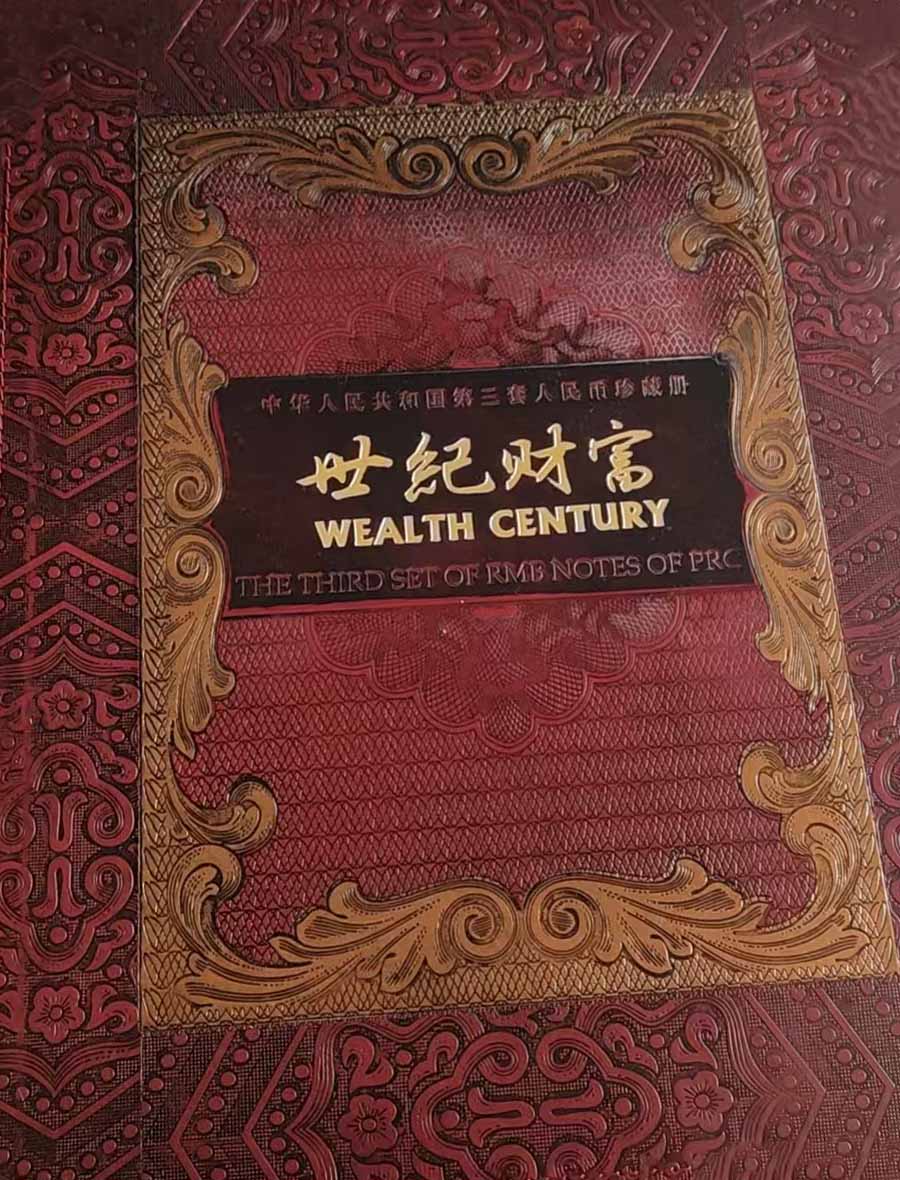 中华人民共和国第三套人民币珍藏册
世纪财富
WEALTH CENTURY
THE THIRD SET OF RMB NOTES OF PRC